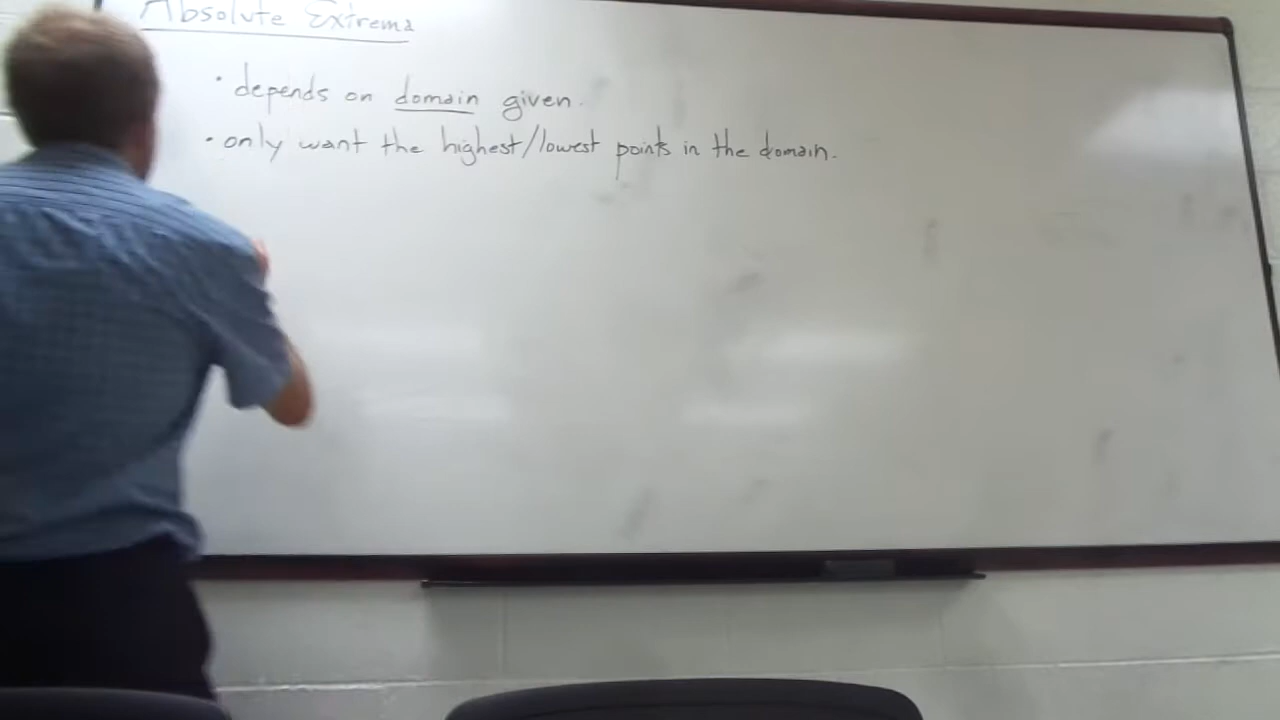 Absolute Extrema
• depends on domain given.
• only want the highest/lowest points in the domain.